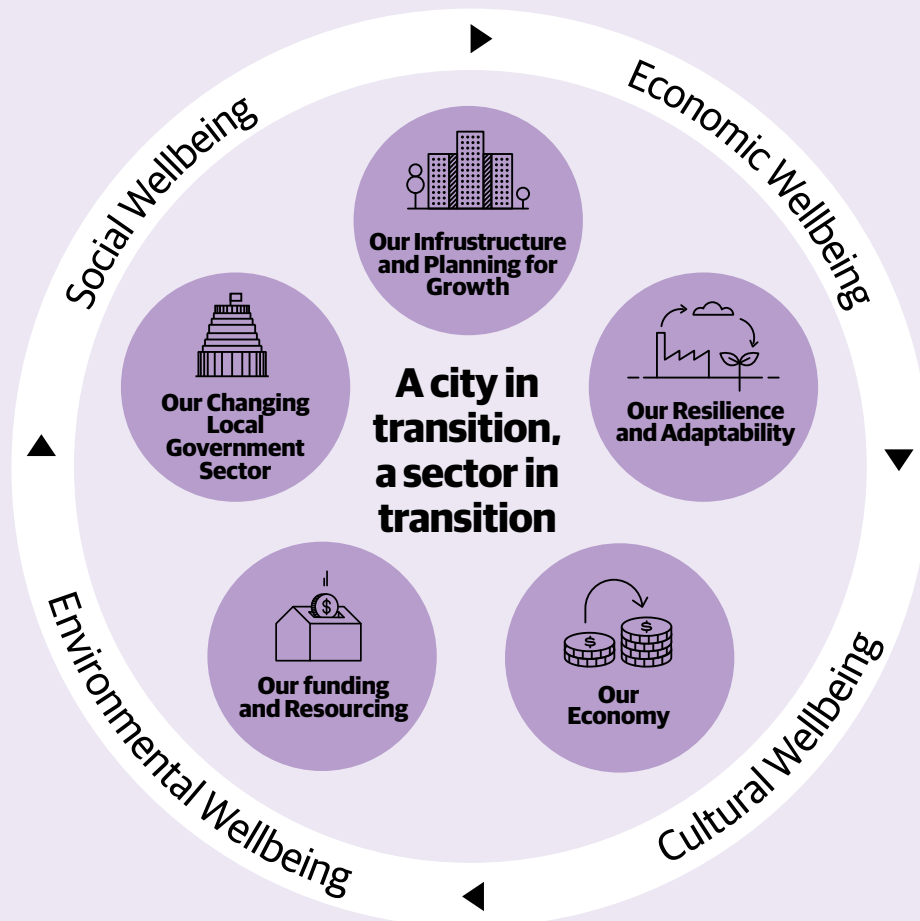 Social Wellbeing
Economic Wellbeing
Our Infrustructure
and Planning for
Growth
Our Changing
Local
Government
Sector
A city in
transition,
a sector in
transition
Our Resilience
and Adaptability
$
Our funding
and Resourcing
$ $
Our
Economy
Environmental Wellbeing
Cultural Wellbeing